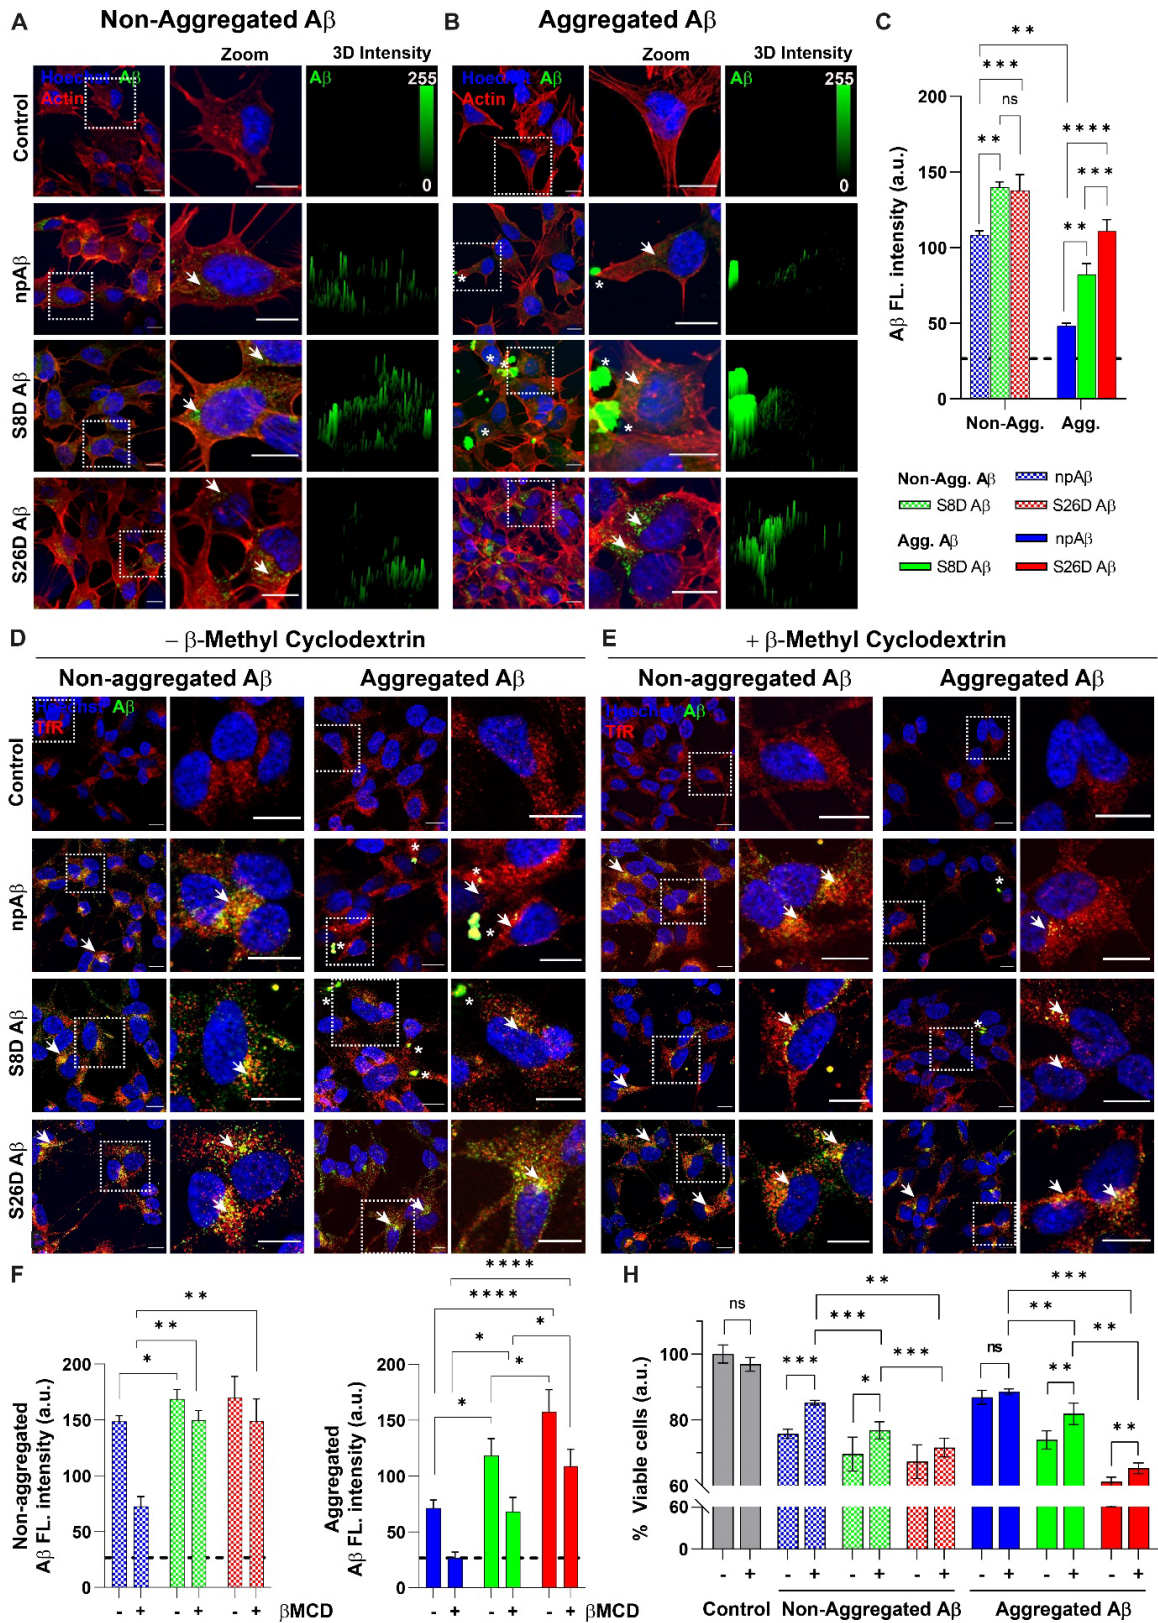 A Non-Aggregated Aβ
B Aggregated Aβ
C
Zoom 3D Intensity
Zoom 3D Intensity
Control
Hoechst Aβ
Actin
Aβ 255
0
Hoechst Aβ
Actin
Aβ 255
0
npAβ
*
*
S8D Aβ
* * *
*
*
*
S26D Aβ
Aβ FL. intensity (a.u.)
200
150
100
50
0
**
***
ns
**
****
***
**
Non-Agg. Agg.
Non-Agg. Aβ npAβ
S8D Aβ S26D Aβ
Agg. Aβ npAβ
S8D Aβ S26D Aβ
D – β-Methyl Cyclodextrin
Non-aggregated Aβ Aggregated Aβ
E + β-Methyl Cyclodextrin
Non-aggregated Aβ Aggregated Aβ
Control
Hoechst Aβ
TfR
Hoechst Aβ
TfR
npAβ
*
*
*
*
*
S8D Aβ
*
*
*
*
*
S26D Aβ
F
Non-aggregated
Aβ FL. intensity (a.u.)
200
150
100
50
0
**
**
*
- + - + - + βMCD
Aggregated
Aβ FL. intensity (a.u.)
200
150
100
50
0
****
****
*
*
*
*
- + - + - + βMCD
H
% Viable cells (a.u.)
100
80
60
60
0
ns
***
*
**
***
***
ns
**
**
***
**
**
- + - + - + - + - + - + - +
Control Non-Aggregated Aβ Aggregated Aβ